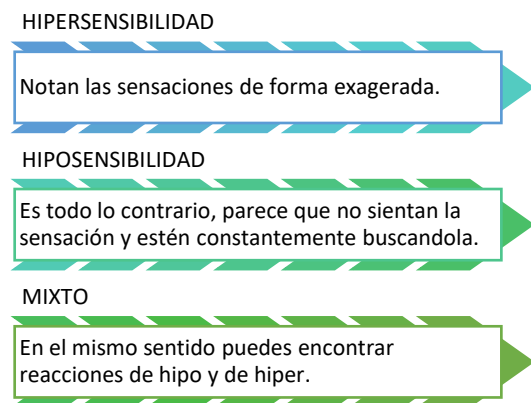 HIPERSENSIBILIDAD
Notan las sensaciones de forma exagerada.
HIPOSENSIBILIDAD
Es todo lo contrario, parece que no sientan la
sensación y estén constantemente buscandola.
MIXTO
En el mismo sentido puedes encontrar
reacciones de hipo y de hiper.